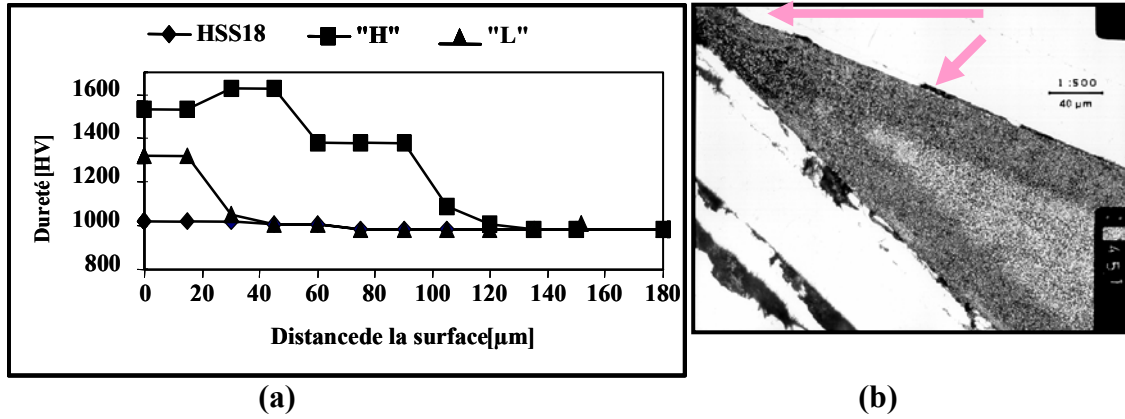 HSS18 "H" "L"
Dureté [HV]
1600
1400
1200
1000
800
0 20 40 60 80 100 120 140 160 180
Distancede la surface[µm]
(a)
b)
1 :500
40 µm
451
(b)